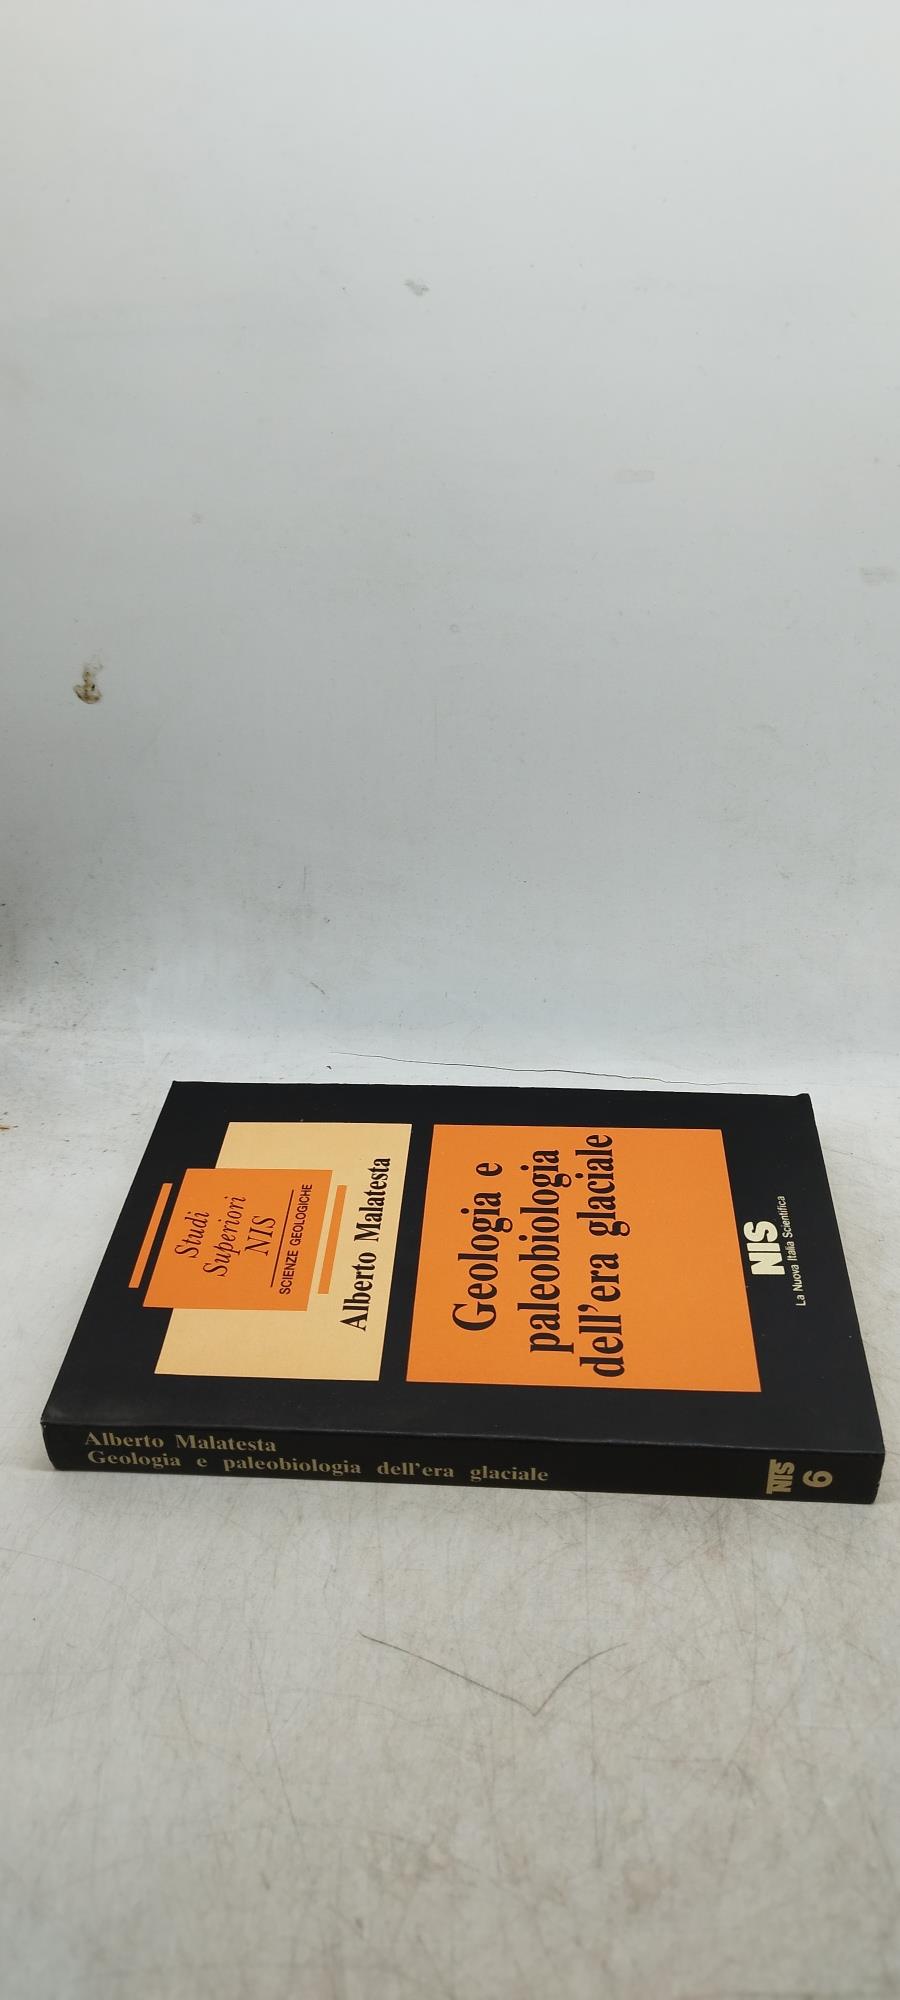 Studi
Superiori
NIS
SCIENZE GEOLOGICHE
Alberto Malatesta
Geologia e
paleobiologia
dell'era glaciale
NIS
La Nuova Italia Scientifica
Alberto Malatesta
Geologia e paleobiologia dell'era glaciale
NIS
6